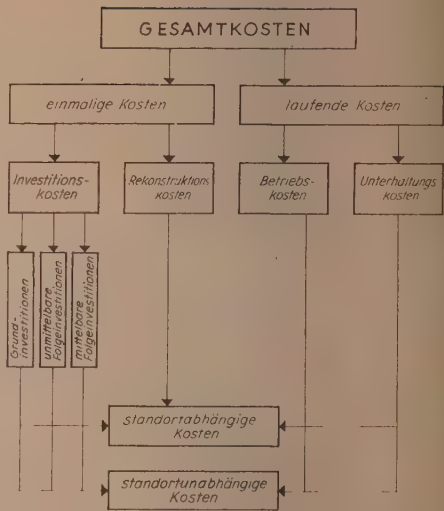 GESAMTKOSTEN
einmalige Kosten
laufende Kosten
Investitions-
kosten
Rekonstruktions
kosten
Betriebs-
kosten
Unterhaltungs
kosten
Grund-
investitionen
unmittelbare
Folgeinvestitionen
mittelbare
Folgeinvestitionen
standortabhängige
Kosten
standortunabhängige
Kosten